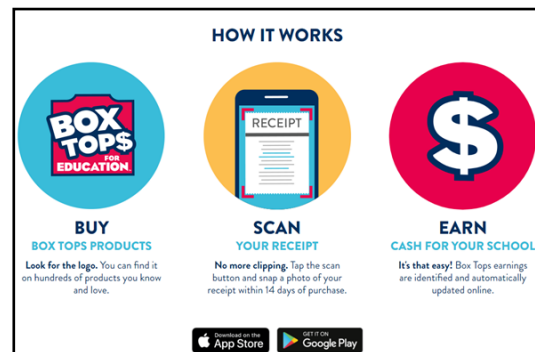 HOW IT WORKS
BOX
TOPS
FOR
EDUCATION
BUY
BOX TOPS PRODUCTS
Look for the logo. You can find it
on hundreds of products you know
and love.
RECEIPT
SCAN
YOUR RECEIPT
No more clipping. Tap the scan
button and snap a photo of your
receipt within 14 days of purchase.
$
EARN
CASH FOR YOUR SCHOOL
It's that easy! Box Tops earnings
are identified and automatically
updated online.
Download on the
App Store
GET IT ON
Google Play